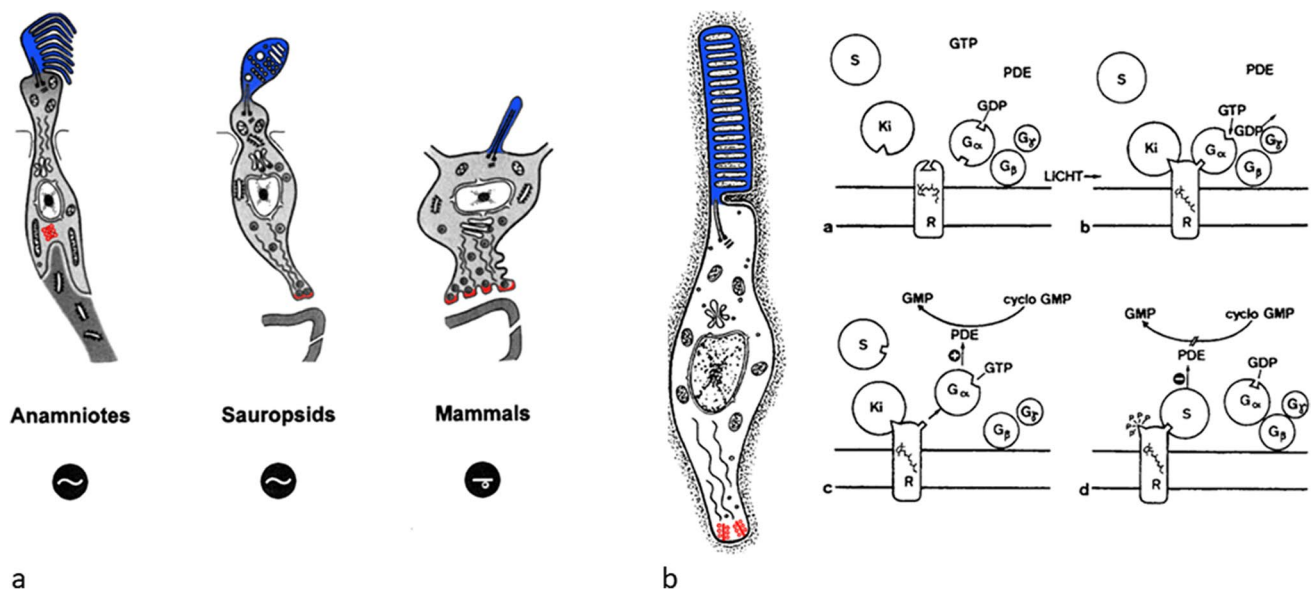 Anamniotes
Sauropsids
Mammals
a
b
S
GTP
PDE
Ki
GDP
Gα
Gγ
Gβ
R
a
LiCHT
S
PDE
GTP
GDP
Ki
Gα
Gγ
Gβ
R
b
GMP
cyclo GMP
S
PDE
+
GTP
Ki
Gα
Gγ
Gβ
R
c
GMP
cyclo GMP
PDE
−
GDP
S
Gα
Gγ
Gβ
P P P P
R
d